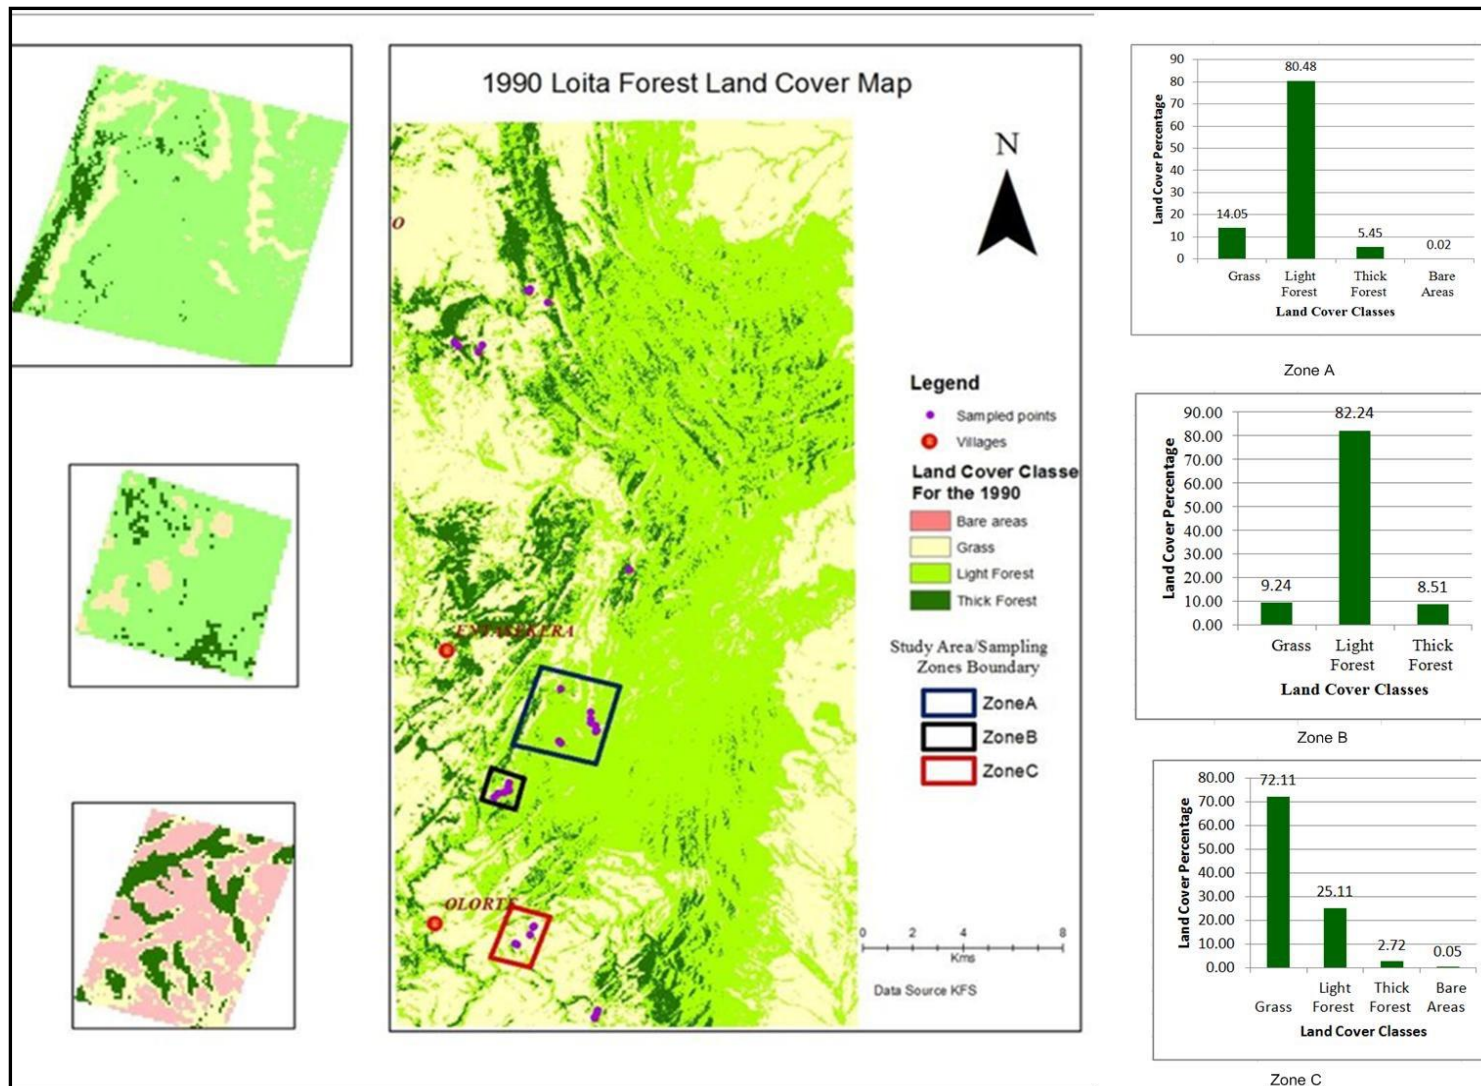 1990 Loita Forest Land Cover Map
N
O
ENTASEKERA
OLORTE
Legend
Sampled points
Villages
Land Cover Classe
For the 1990
Bare areas
Grass
Light Forest
Thick Forest
Study Area/Sampling
Zones Boundary
ZoneA
ZoneB
ZoneC
0 2 4 8
Kms
Data Source KFS
Land Cover Percentage
90
80
70
60
50
40
30
20
10
0
14.05
80.48
5.45
0.02
Grass
Light
Forest
Thick
Forest
Bare
Areas
Land Cover Classes
Zone A
Land Cover Percentage
90.00
80.00
70.00
60.00
50.00
40.00
30.00
20.00
10.00
0.00
9.24
82.24
8.51
Grass
Light
Forest
Thick
Forest
Land Cover Classes
Zone B
Land Cover Percentage
80.00
70.00
60.00
50.00
40.00
30.00
20.00
10.00
0.00
72.11
25.11
2.72
0.05
Grass
Light
Forest
Thick
Forest
Bare
Areas
Land Cover Classes
Zone C